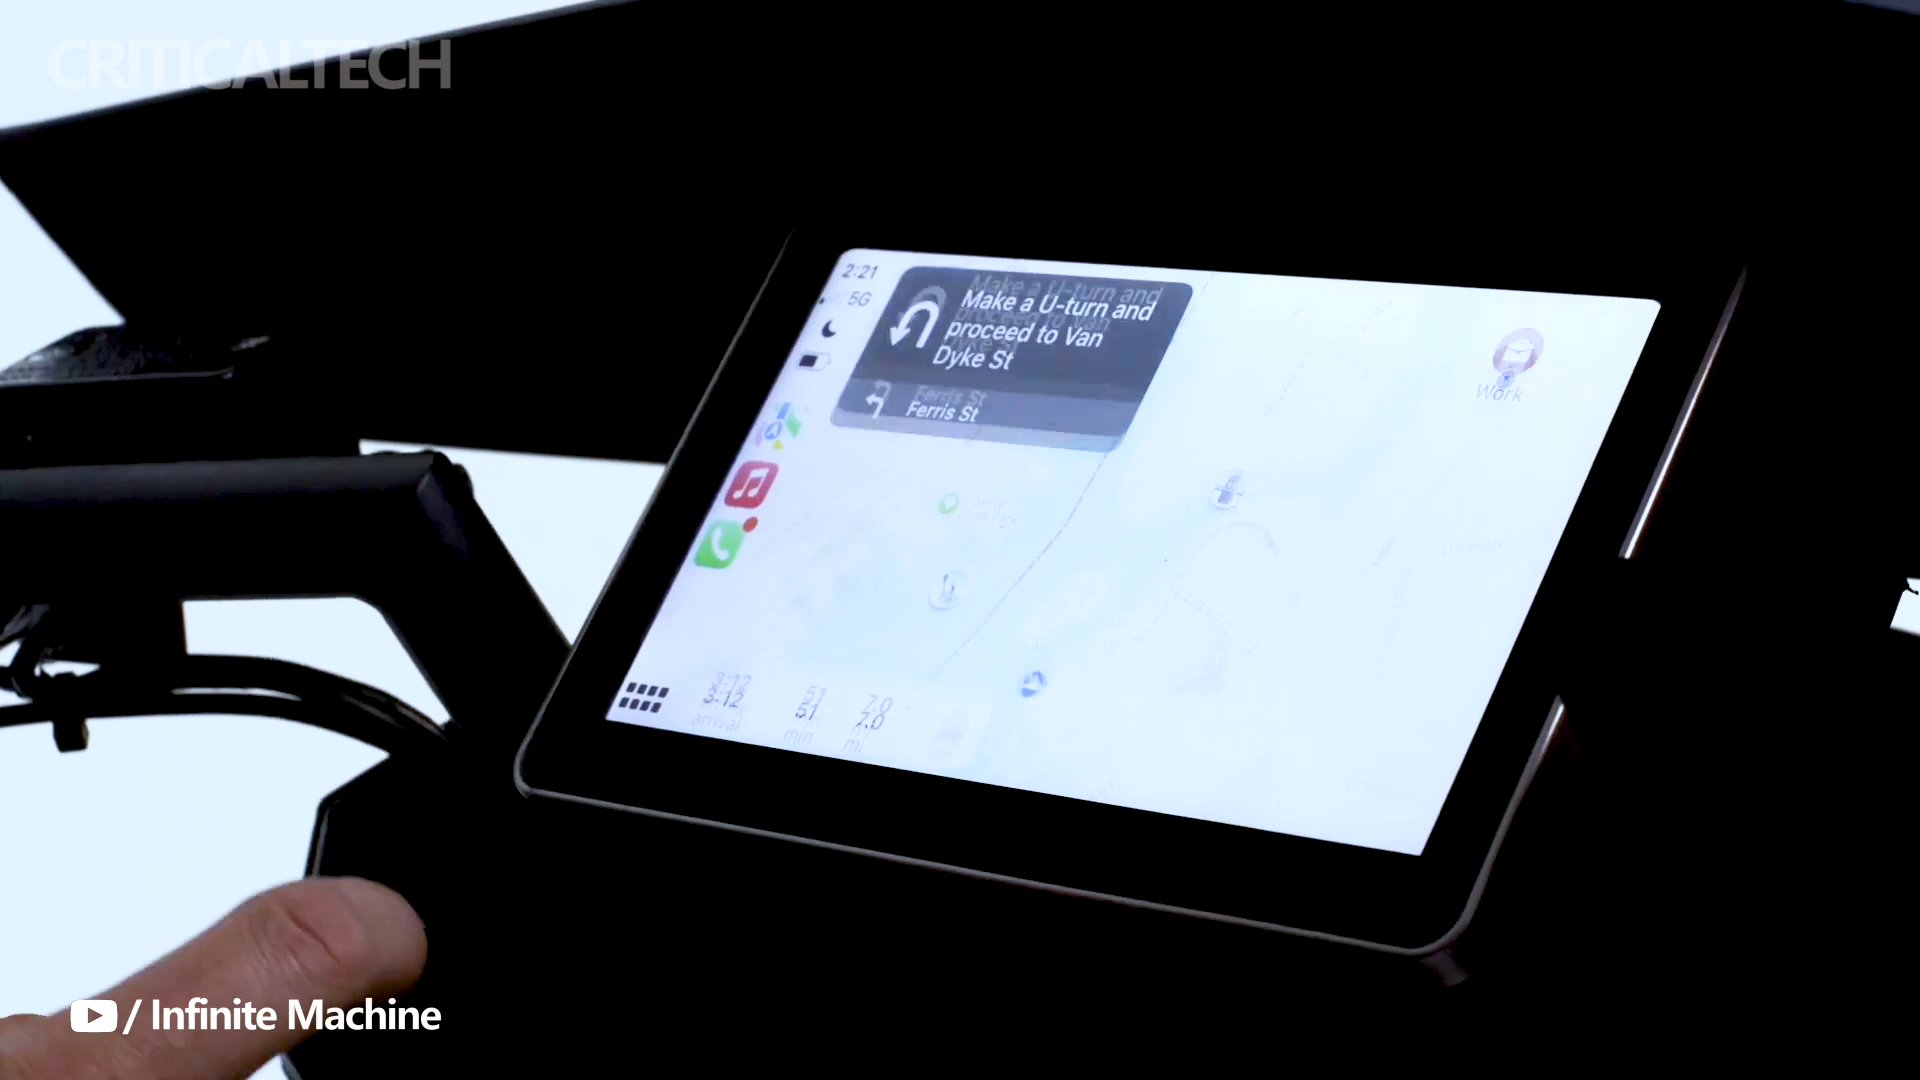 CRITICALTECH
2:21
5G
Make a U-turn and
proceed to Van
Dyke St
Ferris St
Work
3:12
51
7.0
arrival
min
mi
/ Infinite Machine